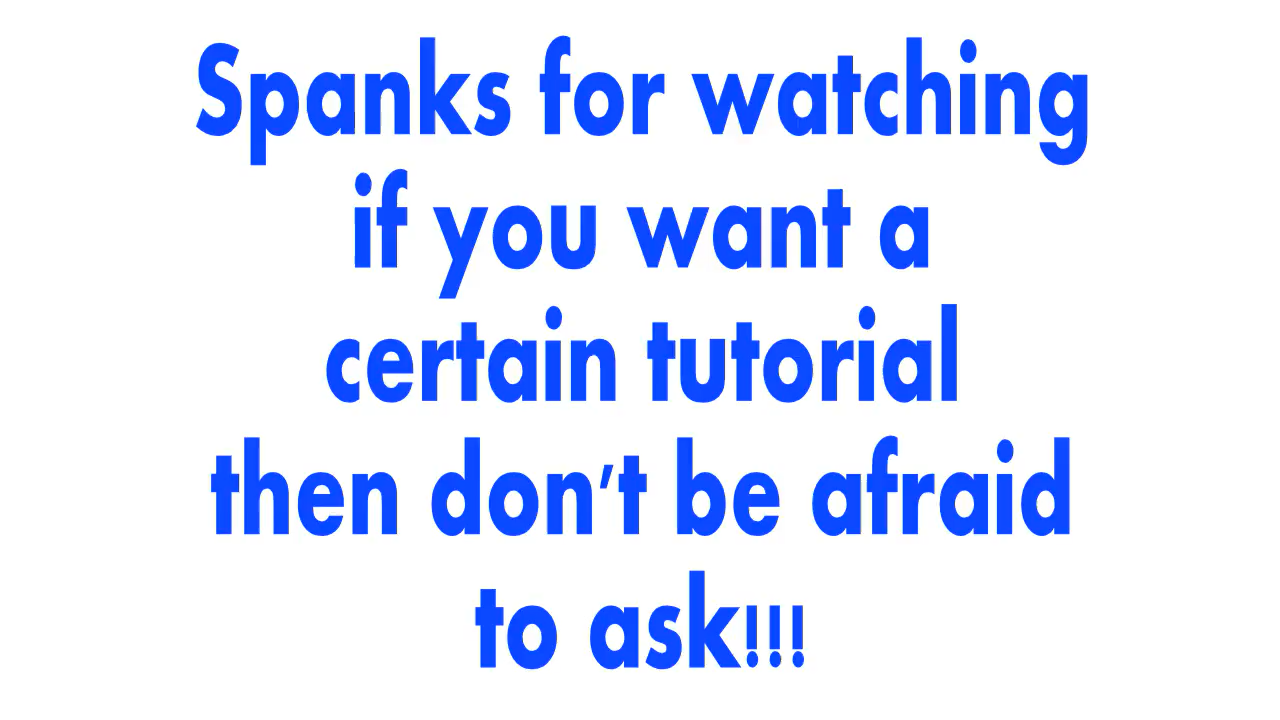 Spanks for watching
if you want a
certain tutorial
then don't be afraid
to ask!!!